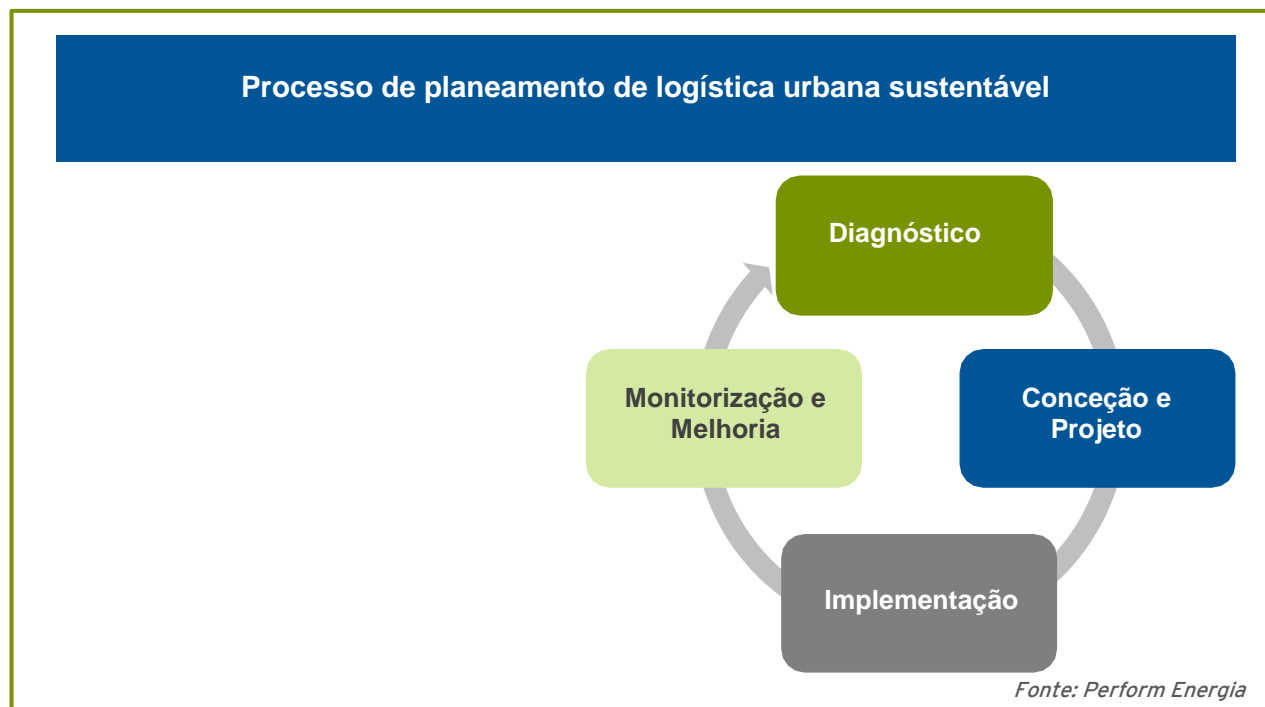 Processo de planeamento de logística urbana sustentável
Diagnóstico
Monitorização e
Melhoria
Conceção e
Projeto
Implementação
Fonte: Perform Energia